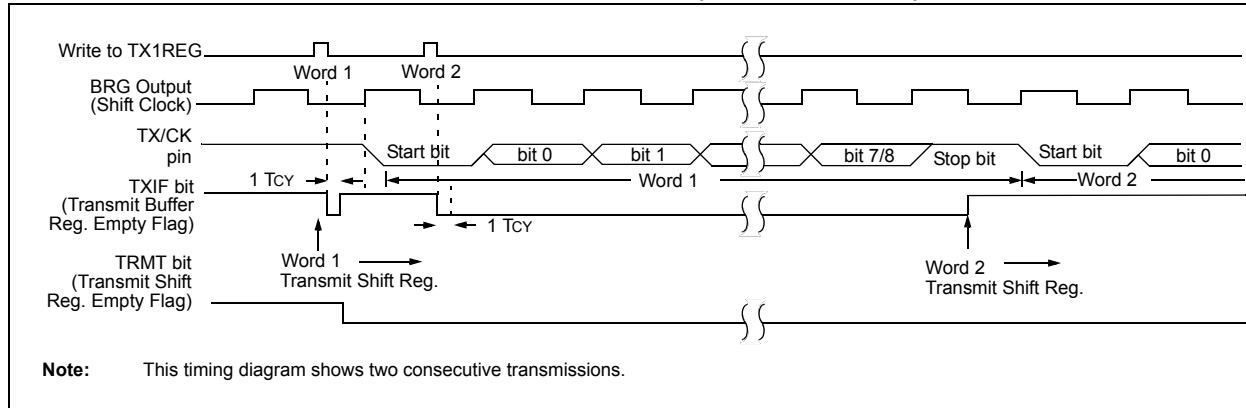 Write to TX1REG
Word 1
Word 2
BRG Output
(Shift Clock)
TX/CK
pin
Start bit
bit 0
bit 1
bit 7/8
Stop bit
Start bit
bit 0
Word 1
Word 2
1 TCY
TXIF bit
(Transmit Buffer
Reg. Empty Flag)
1 TCY
Word 1
Transmit Shift Reg.
Word 2
Transmit Shift Reg.
TRMT bit
(Transmit Shift
Reg. Empty Flag)
Note: This timing diagram shows two consecutive transmissions.